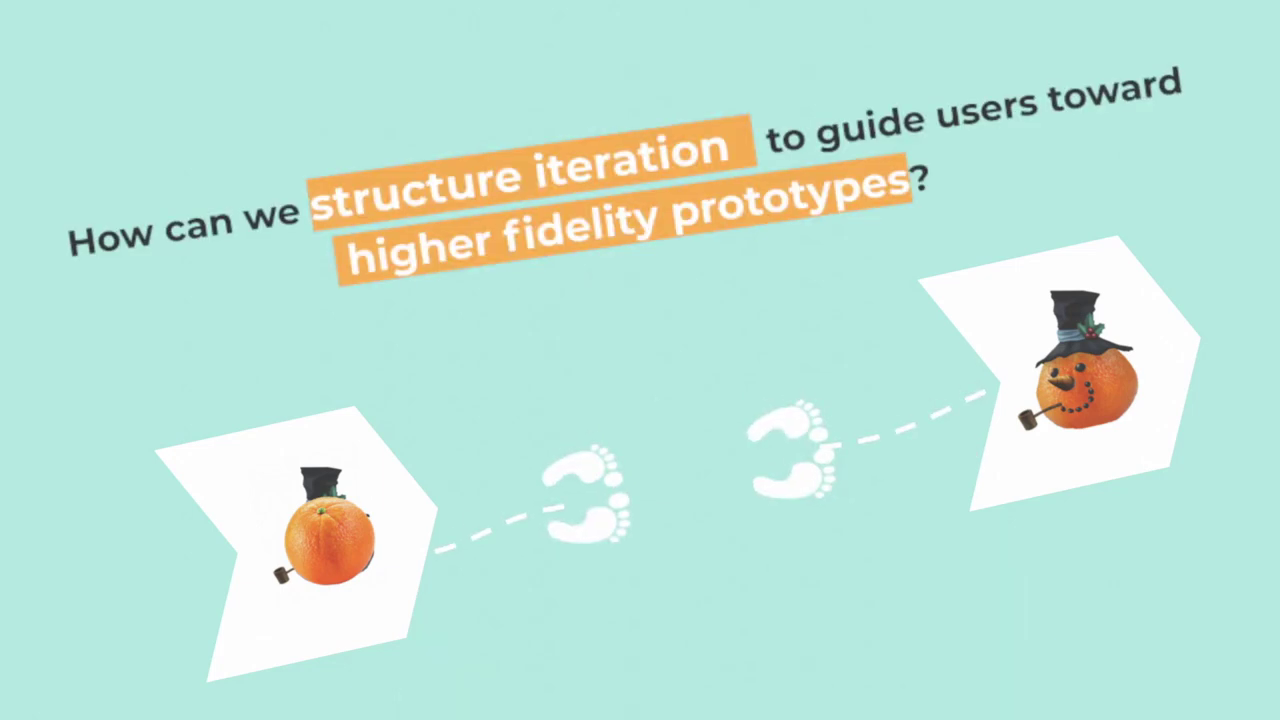 How can we structure iteration to guide users toward
higher fidelity prototypes?